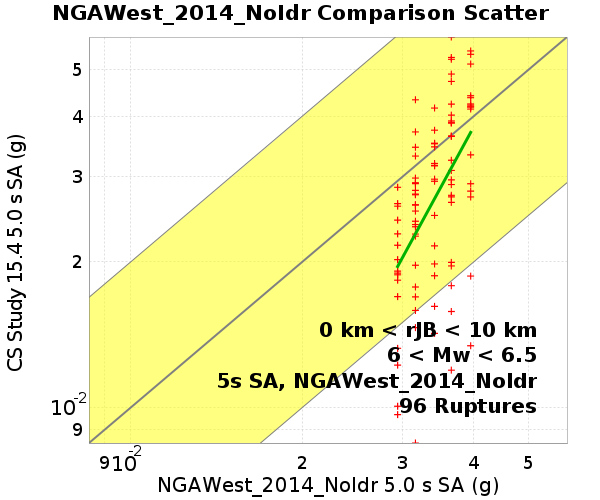 NGAWest_2014_NoIdr Comparison Scatter
CS Study 15.4 5.0 s SA (g)
5
4
3
2
10-2
9
0 km < rJB < 10 km
6 < Mw < 6.5
5s SA, NGAWest_2014_NoIdr
96 Ruptures
9 10-2 2 3 4 5
NGAWest_2014_NoIdr 5.0 s SA (g)